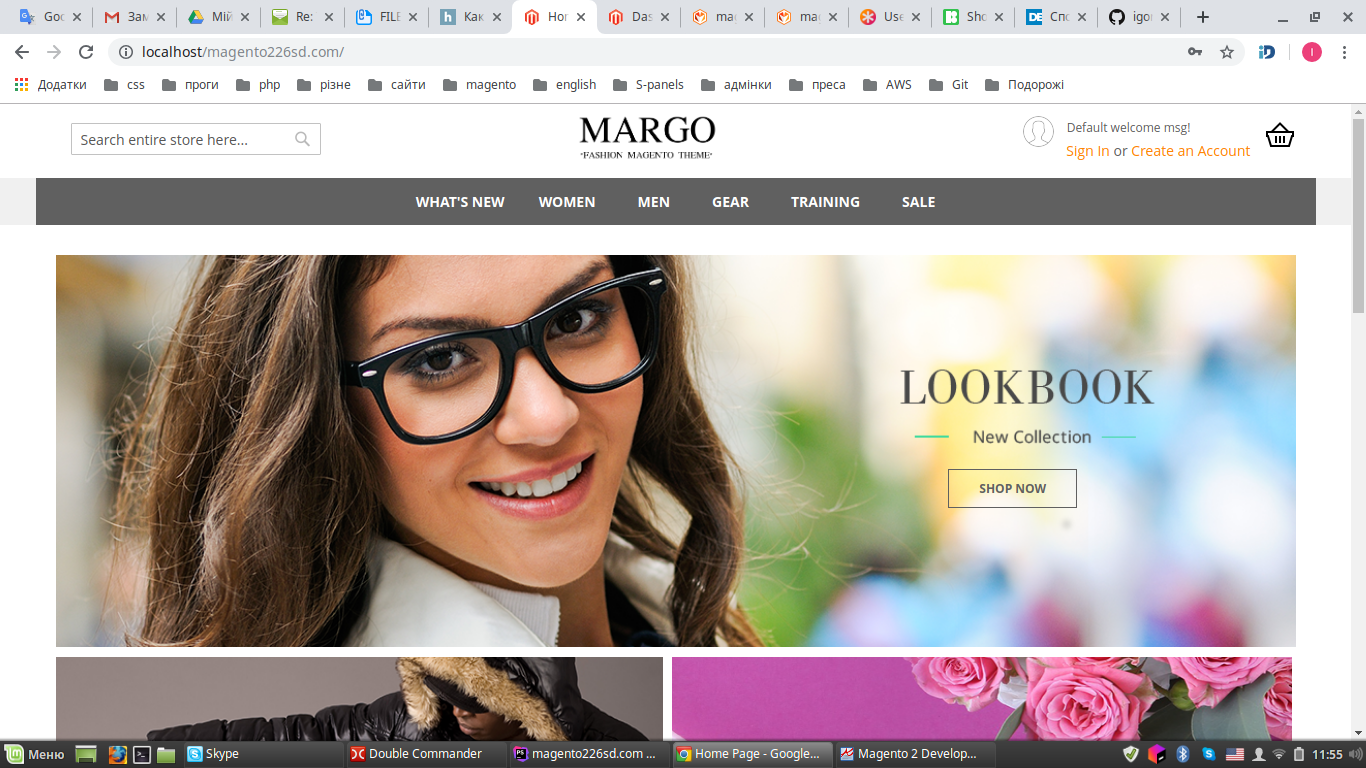 Goo
Зам
Мій
Re:
FILE
Как
Hor
Das
mag
mag
Usa
Sho
Спо
igor
localhost/magento226sd.com/
Додатки
css
проги
php
різне
сайти
magento
english
S-panels
адмінки
преса
AWS
Git
Подорожі
Search entire store here...
MARGO
"FASHION MAGENTO THEME"
Default welcome msg!
Sign In or Create an Account
WHAT'S NEW
WOMEN
MEN
GEAR
TRAINING
SALE
LOOKBOOK
New Collection
SHOP NOW
Меню
Skype
Double Commander
magento226sd.com ...
Home Page - Google...
Magento 2 Develop...
11:55